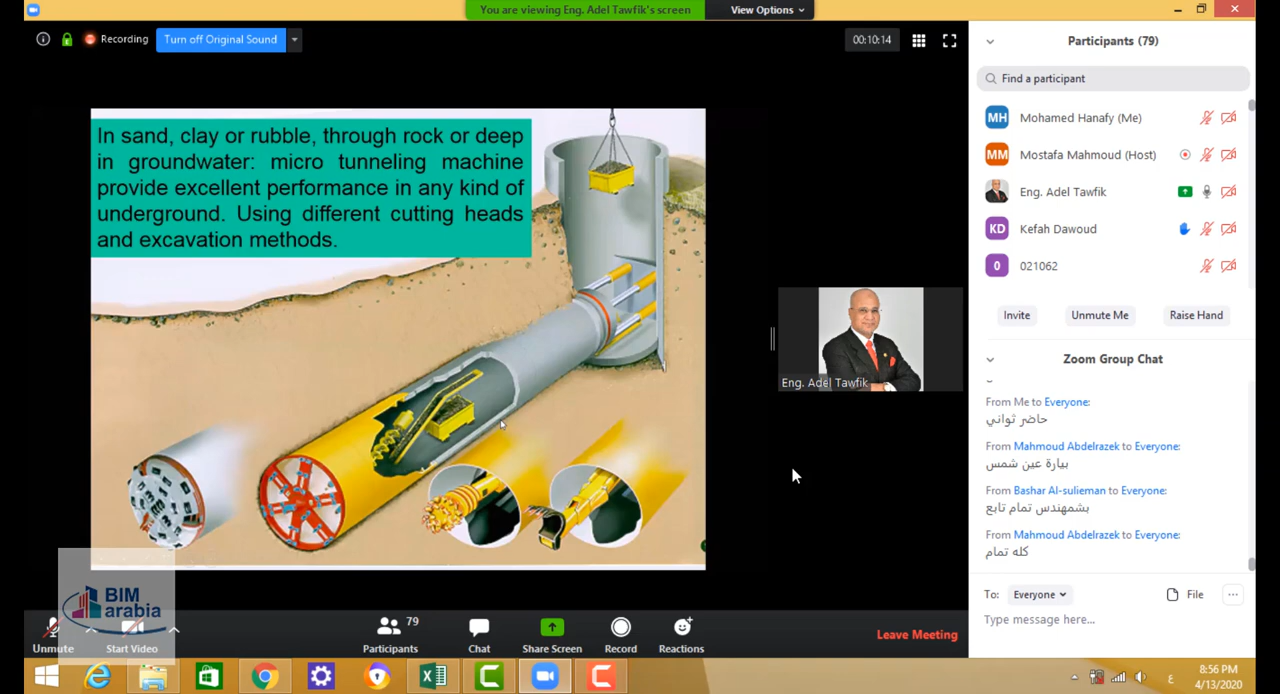 You are viewing Eng. Adel Tawfik's screen
View Options
Recording
Turn off Original Sound
00:10:14
In sand, clay or rubble, through rock or deep
in groundwater: micro tunneling machine
provide excellent performance in any kind of
underground. Using different cutting heads
and excavation methods.
Eng. Adel Tawfik
Participants (79)
Find a participant
MH Mohamed Hanafy (Me)
MM Mostafa Mahmoud (Host)
Eng. Adel Tawfik
KD Kefah Dawoud
0 021062
Invite Unmute Me Raise Hand
Zoom Group Chat
From Me to Everyone:
حاضر ثواني
From Mahmoud Abdelrazek to Everyone:
بيارة عين شمس
From Bashar Al-sulieman to Everyone:
بشمهندس تمام تابع
From Mahmoud Abdelrazek to Everyone:
كله تمام
To: Everyone File
Type message here...
BIM
arabia
Unmute
Start Video
79
Participants
Chat
Share Screen
Record
Reactions
Leave Meeting
ع
8:56 PM
4/13/2020